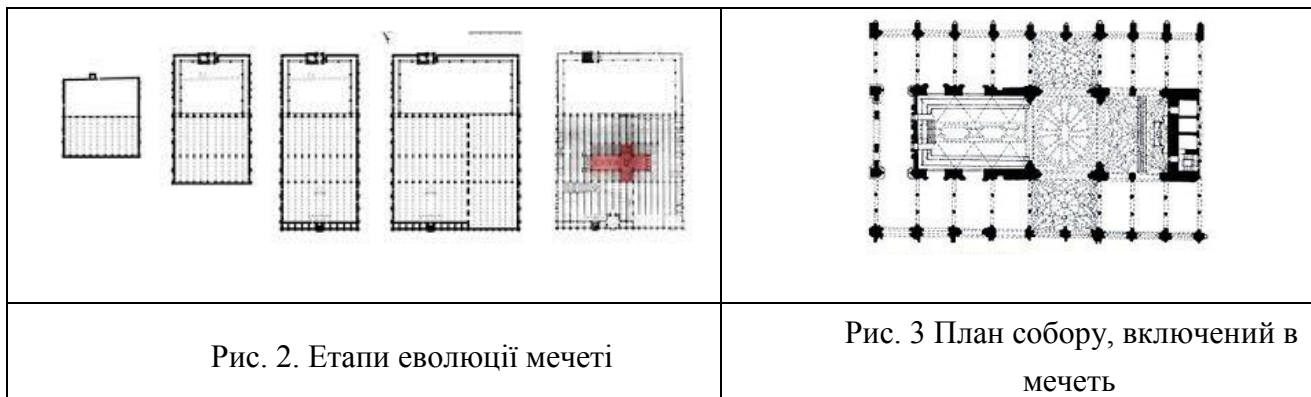 Рис. 2. Етапи еволюції мечеті
Рис. 3 План собору, включений в
мечеть